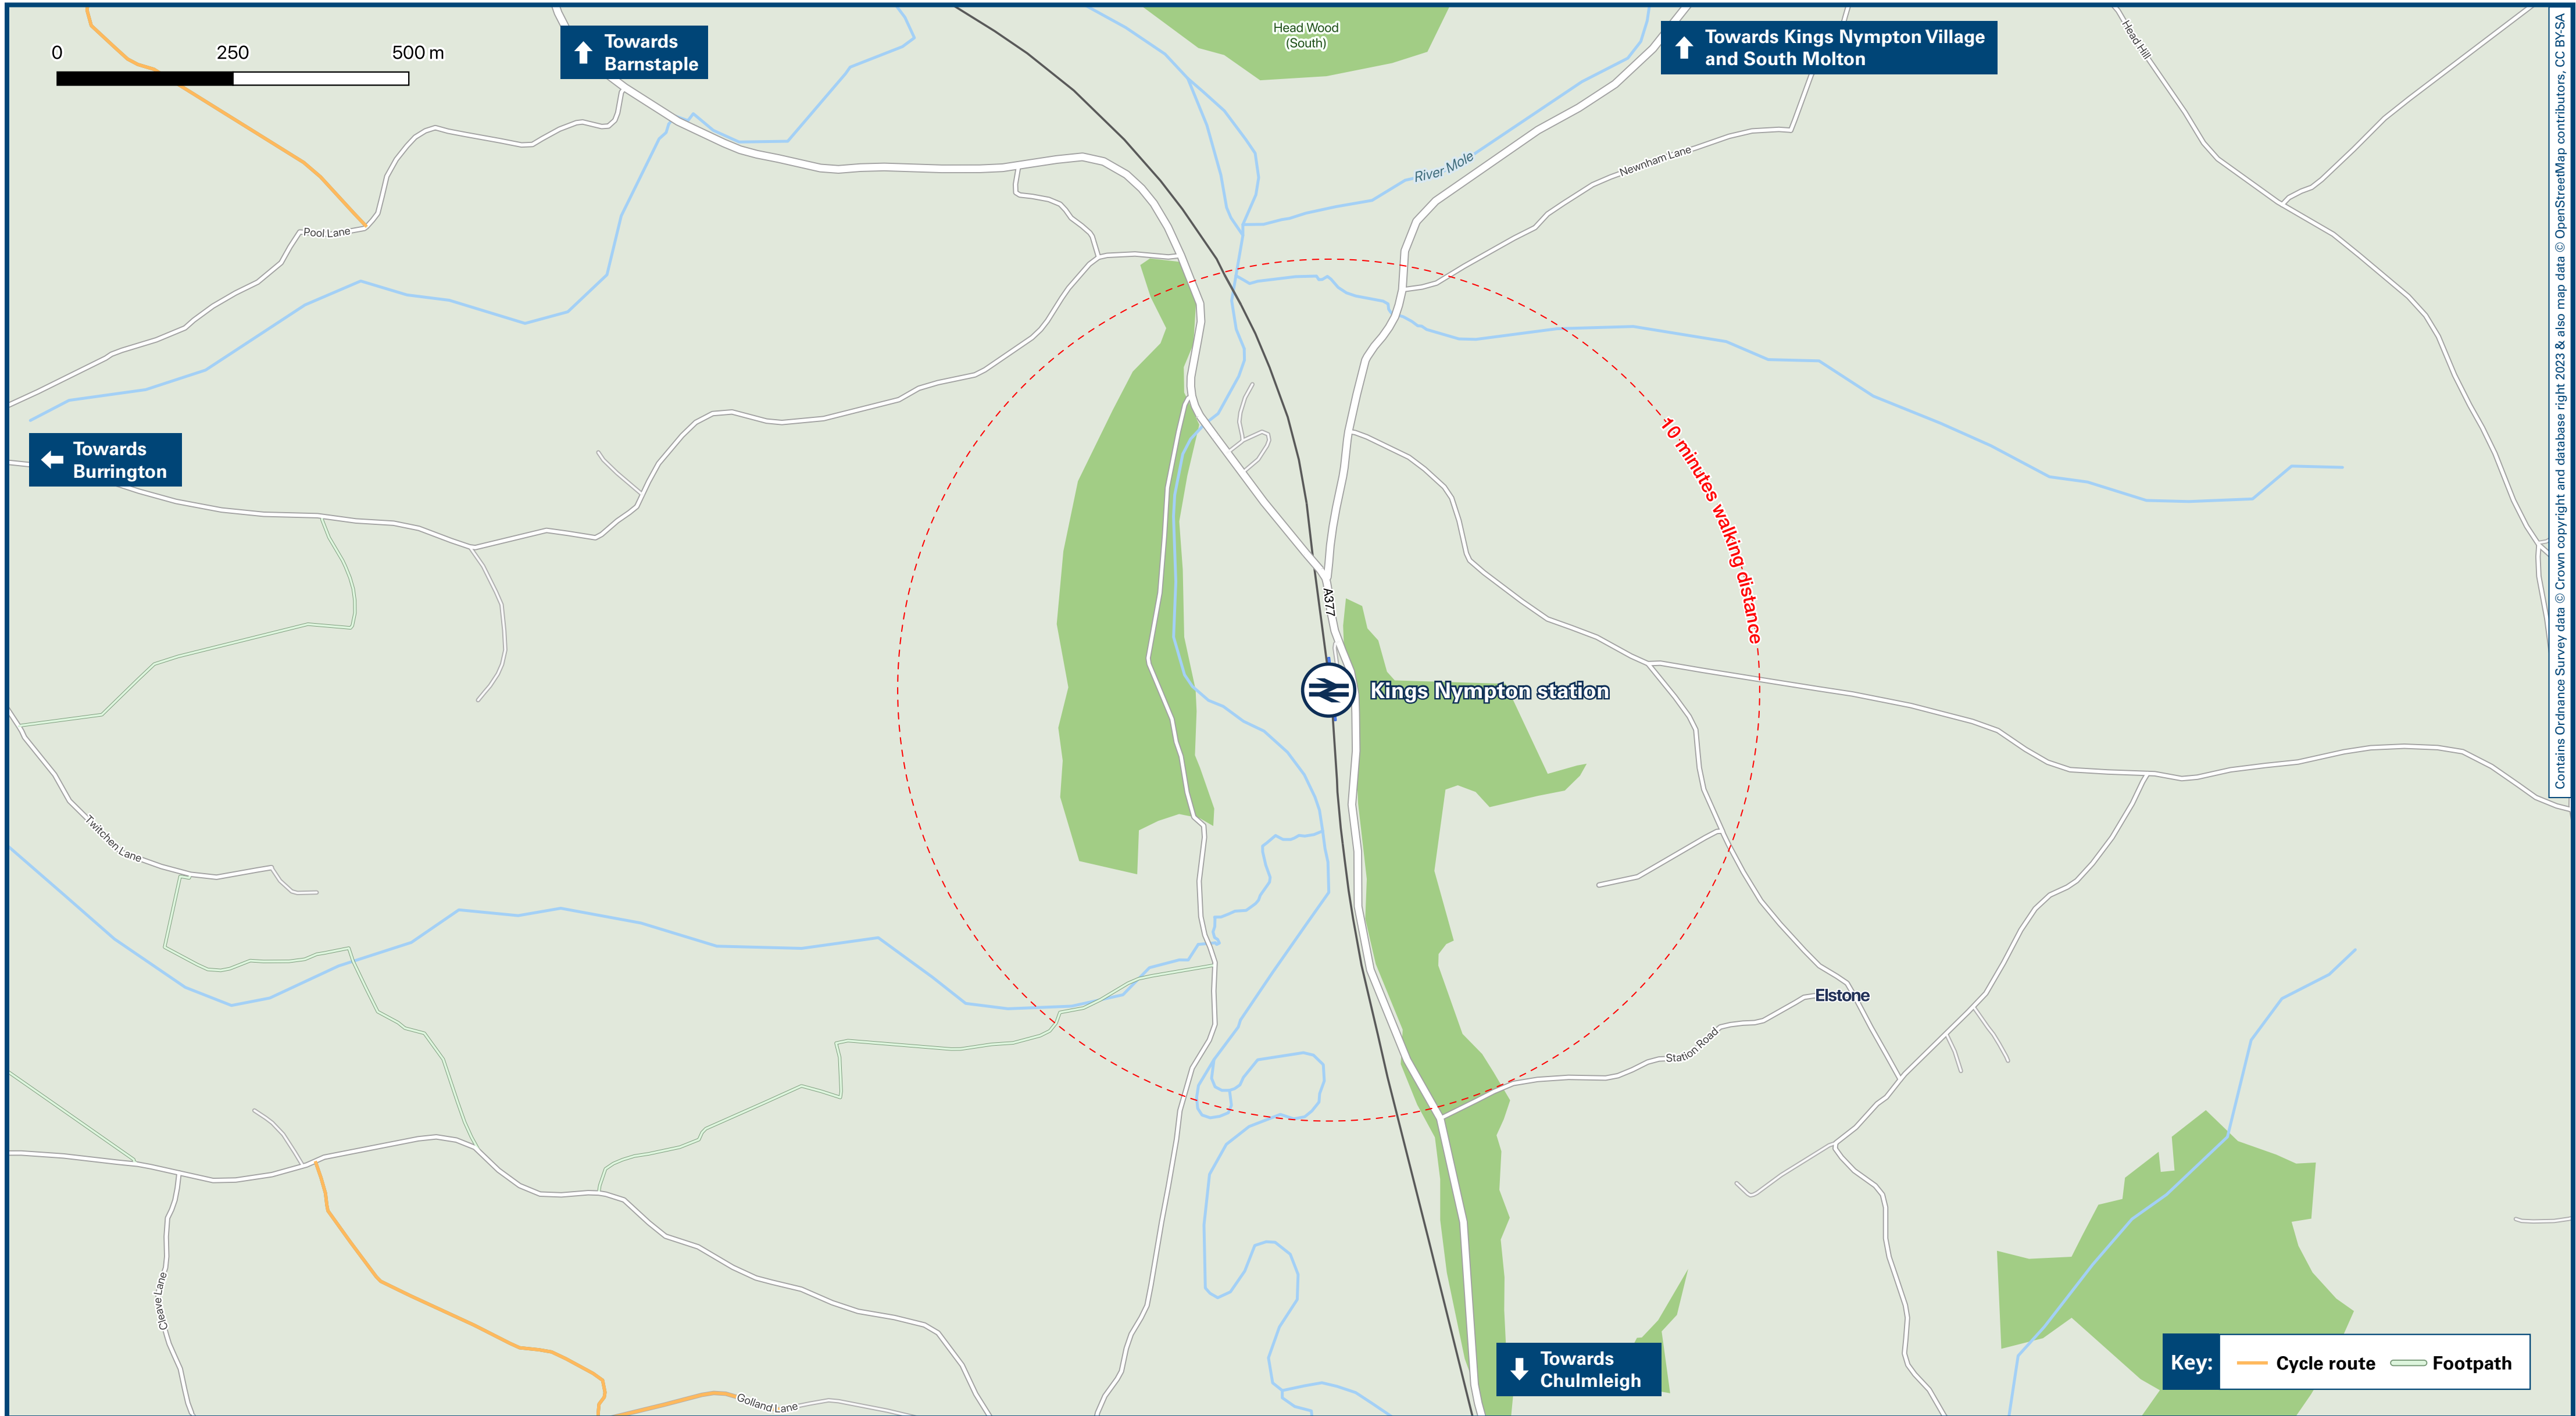 0 250 500 m
Towards
Barnstaple
Head Wood
(South)
Towards Kings Nympton Village
and South Molton
Head Hill
River Mole
Newnham Lane
Pool Lane
Towards
Burrington
10 minutes walking distance
A377
Kings Nympton station
Twitchen Lane
Elstone
Station Road
Cleave Lane
Golland Lane
Towards
Chulmleigh
Key: Cycle route Footpath
Contains Ordnance Survey data © Crown copyright and database right 2023 & also map data © OpenStreetMap contributors, CC BY-SA